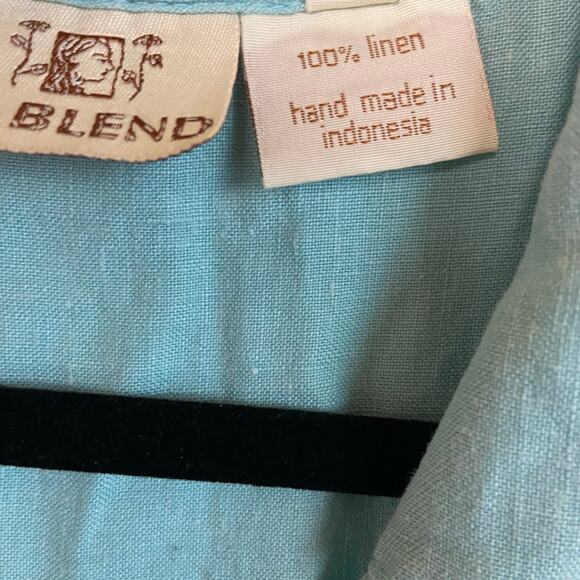 BLEND
100% linen
hand made in
indonesia